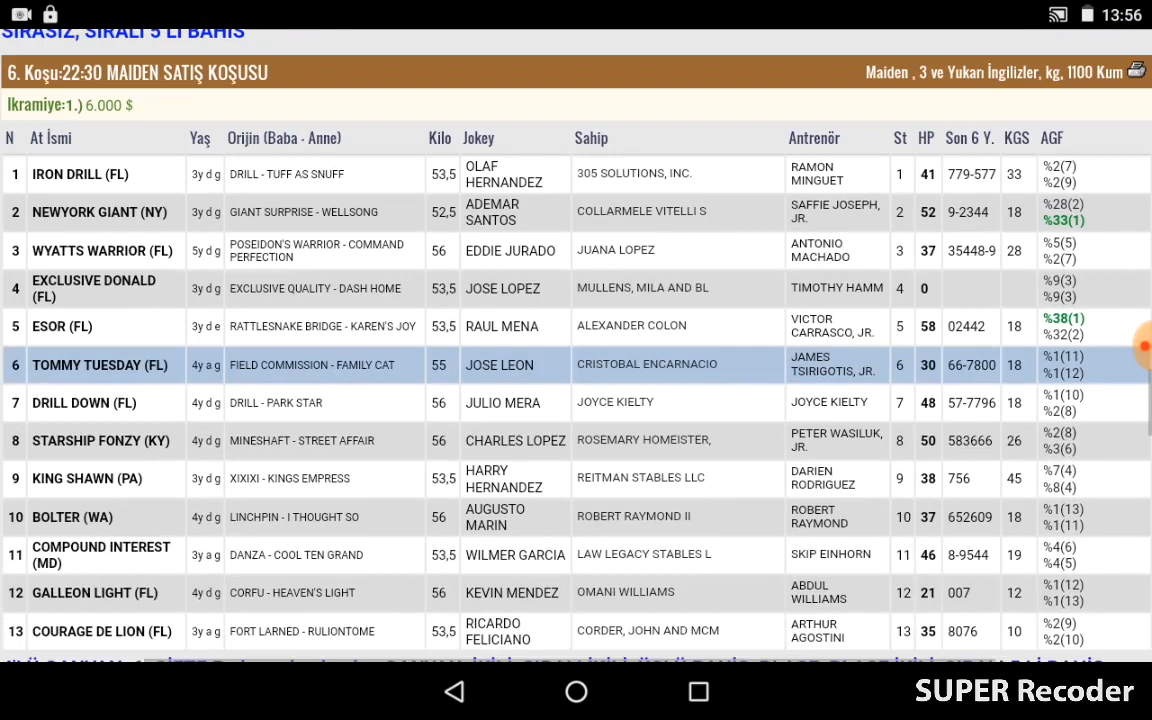 13:56
SIRASIZ, SIRALI 5 Lİ BAHİS
6. Koşu:22:30 MAIDEN SATIŞ KOŞUSU Maiden , 3 ve Yukarı İngilizler, kg, 1100 Kum
Ikramiye:1.) 6.000 $
N At İsmi Yaş Orijin (Baba - Anne) Kilo Jokey Sahip Antrenör St HP Son 6 Y. KGS AGF
1 IRON DRILL (FL) 3y d g DRILL - TUFF AS SNUFF 53,5 OLAF HERNANDEZ 305 SOLUTIONS, INC. RAMON MINGUET 1 41 779-577 33 %2(7) %2(9)
2 NEWYORK GIANT (NY) 3y d g GIANT SURPRISE - WELLSONG 52,5 ADEMAR SANTOS COLLARMELE VITELLI S SAFFIE JOSEPH, JR. 2 52 9-2344 18 %28(2) %33(1)
3 WYATTS WARRIOR (FL) 5y d g POSEIDON'S WARRIOR - COMMAND PERFECTION 56 EDDIE JURADO JUANA LOPEZ ANTONIO MACHADO 3 37 35448-9 28 %5(5) %2(7)
4 EXCLUSIVE DONALD (FL) 3y d g EXCLUSIVE QUALITY - DASH HOME 53,5 JOSE LOPEZ MULLENS, MILA AND BL TIMOTHY HAMM 4 0 %9(3) %9(3)
5 ESOR (FL) 3y d e RATTLESNAKE BRIDGE - KAREN'S JOY 53,5 RAUL MENA ALEXANDER COLON VICTOR CARRASCO, JR. 5 58 02442 18 %38(1) %32(2)
6 TOMMY TUESDAY (FL) 4y a g FIELD COMMISSION - FAMILY CAT 55 JOSE LEON CRISTOBAL ENCARNACIO JAMES TSIRIGOTIS, JR. 6 30 66-7800 18 %1(11) %1(12)
7 DRILL DOWN (FL) 4y d g DRILL - PARK STAR 56 JULIO MERA JOYCE KIELTY JOYCE KIELTY 7 48 57-7796 18 %1(10) %2(8)
8 STARSHIP FONZY (KY) 4y d g MINESHAFT - STREET AFFAIR 56 CHARLES LOPEZ ROSEMARY HOMEISTER, PETER WASILUK, JR. 8 50 583666 26 %2(8) %3(6)
9 KING SHAWN (PA) 3y d g XIXIXI - KINGS EMPRESS 53,5 HARRY HERNANDEZ REITMAN STABLES LLC DARIEN RODRIGUEZ 9 38 756 45 %7(4) %8(4)
10 BOLTER (WA) 4y d g LINCHPIN - I THOUGHT SO 56 AUGUSTO MARIN ROBERT RAYMOND II ROBERT RAYMOND 10 37 652609 18 %1(13) %1(11)
11 COMPOUND INTEREST (MD) 3y a g DANZA - COOL TEN GRAND 53,5 WILMER GARCIA LAW LEGACY STABLES L SKIP EINHORN 11 46 8-9544 19 %4(6) %4(5)
12 GALLEON LIGHT (FL) 4y d g CORFU - HEAVEN'S LIGHT 56 KEVIN MENDEZ OMANI WILLIAMS ABDUL WILLIAMS 12 21 007 12 %1(12) %1(13)
13 COURAGE DE LION (FL) 3y a g FORT LARNED - RULIONTOME 53,5 RICARDO FELICIANO CORDER, JOHN AND MCM ARTHUR AGOSTINI 13 35 8076 10 %2(9) %2(10)
SUPER Recoder